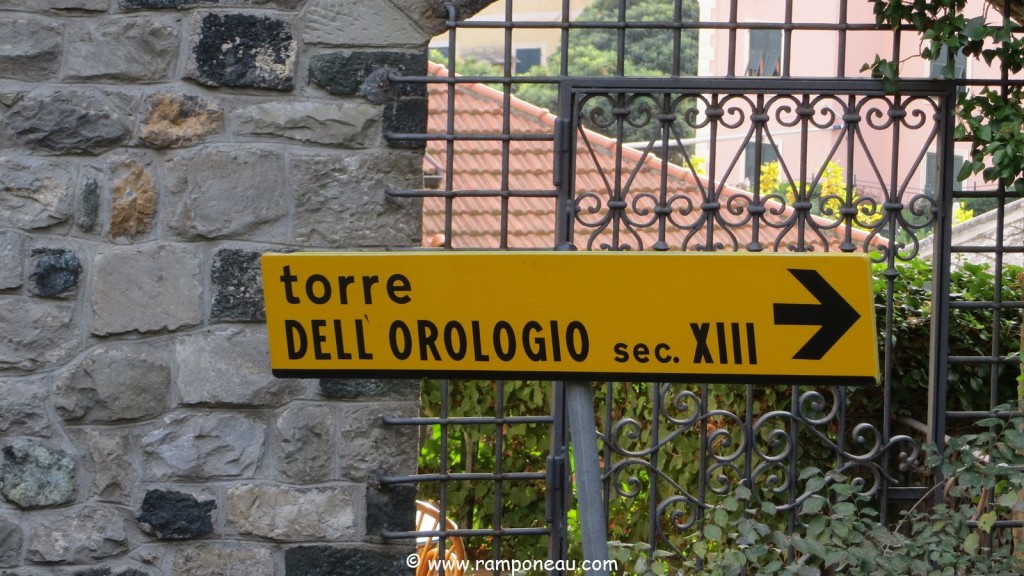 torre
DELL' OROLOGIO sec. XIII
© www.ramponeau.com